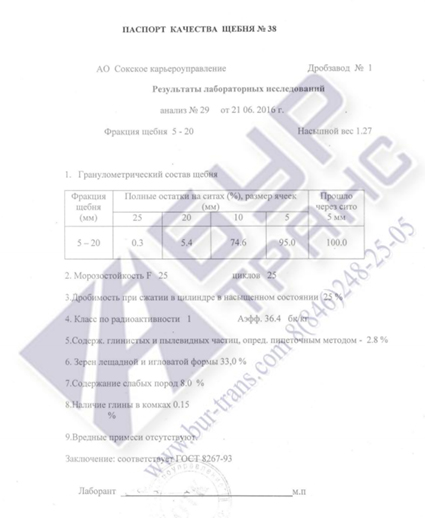 ПАСПОРТ КАЧЕСТВА ЩЕБНЯ № 38
АО Сокское карьероуправление Дробзавод № 1
Результаты лабораторных исследований
анализ № 29 от 21 06. 2016 г.
Фракция щебня 5 - 20 Насыпной вес 1.27
1. Гранулометрический состав щебня
Фракция щебня (мм) Полные остатки на ситах (%), размер ячеек (мм) Прошло через сито 5 мм
25 20 10 5
5 – 20 0.3 5.4 74.6 95.0 100.0
2. Морозостойкость F 25 циклов 25
3.Дробимость при сжатии в цилиндре в насыщенном состоянии (25 %)
4. Класс по радиоактивности 1 Аэфф. 36.4 бк/кг.
5.Содерж. глинистых и пылевидных частиц, опред. пипеточным методом - 2.8 %
6. Зерен лещадной и игловатой формы 33,0 %
7.Содержание слабых пород 8.0 %
8.Наличие глины в комках 0.15
%
9.Вредные примеси отсутствуют.
Заключение: соответствует ГОСТ 8267-93
Лаборант м.п
БУР
ТРАНС
www.bur-trans.com 8(846)248-25-05